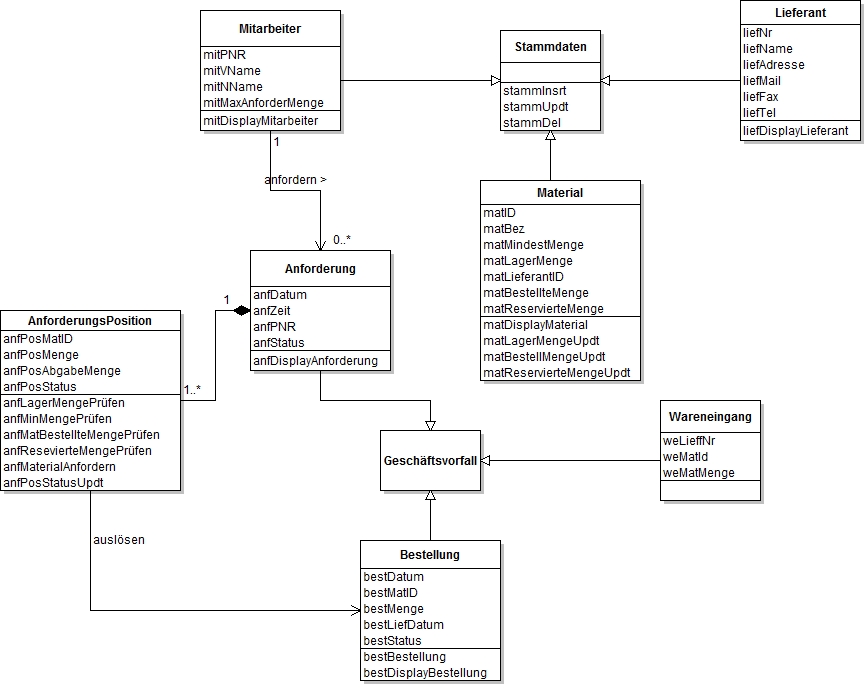 Mitarbeiter
mitPNR
mitVName
mitNName
mitMaxAnforderMenge
mitDisplayMitarbeiter
Stammdaten
stammInsrt
stammUpdt
stammDel
Lieferant
liefNr
liefName
liefAdresse
liefMail
liefFax
liefTel
liefDisplayLieferant
1
anfordern >
0..*
Material
matID
matBez
matMindestMenge
matLagerMenge
matLieferantID
matBestellteMenge
matReservierteMenge
matDisplayMaterial
matLagerMengeUpdt
matBestellMengeUpdt
matReservierteMengeUpdt
Anforderung
anfDatum
anfZeit
anfPNR
anfStatus
anfDisplayAnforderung
1
1..*
AnforderungsPosition
anfPosMatID
anfPosMenge
anfPosAbgabeMenge
anfPosStatus
anfLagerMengePrüfen
anfMinMengePrüfen
anfMatBestellteMengePrüfen
anfResevierteMengePrüfen
anfMaterialAnfordern
anfPosStatusUpdt
Geschäftsvorfall
Wareneingang
weLieffNr
weMatId
weMatMenge
auslösen
Bestellung
bestDatum
bestMatID
bestMenge
bestLiefDatum
bestStatus
bestBestellung
bestDisplayBestellung